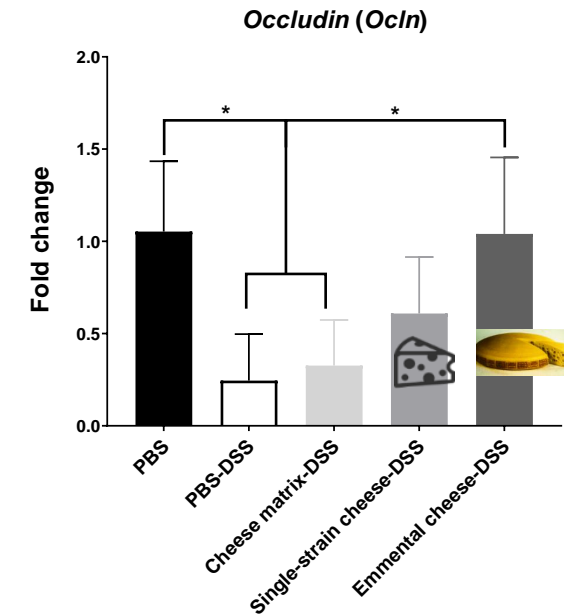 Occludin (Ocln)
2.0
* *
1.5
Fold change
1.0
0.5
0.0
PBS
PBS-DSS
Cheese matrix-DSS
Single-strain cheese-DSS
Emmental cheese-DSS